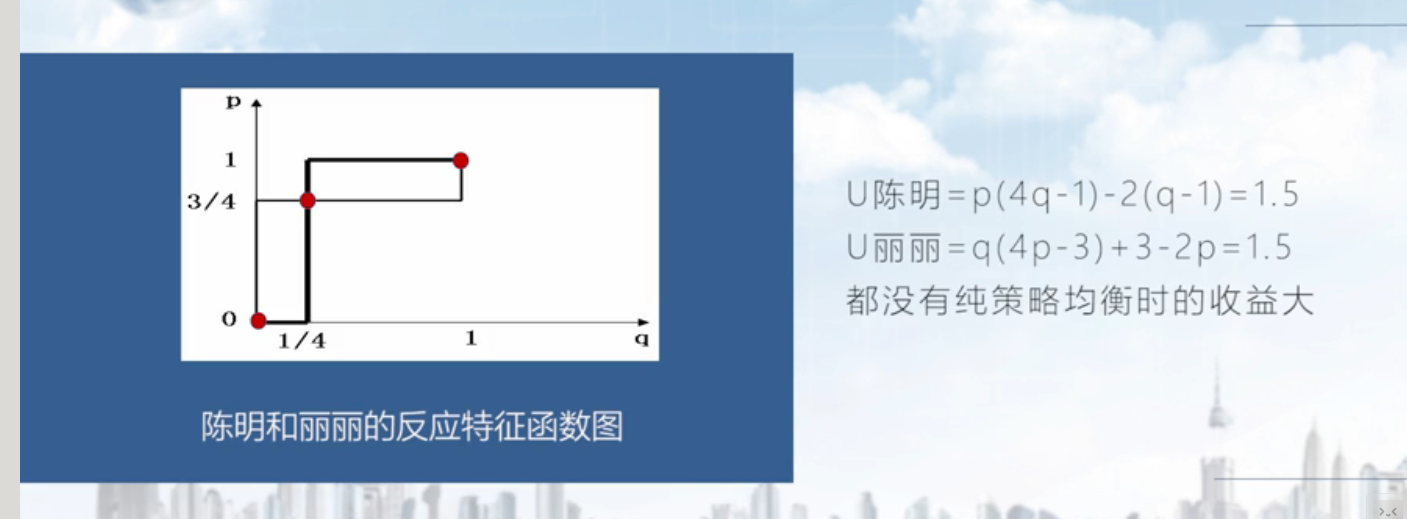 p
1
3/4
0
1/4
1
q
陈明和丽丽的反应特征函数图
U陈明=p(4q-1)-2(q-1)=1.5
U丽丽=q(4p-3)+3-2p=1.5
都没有纯策略均衡时的收益大